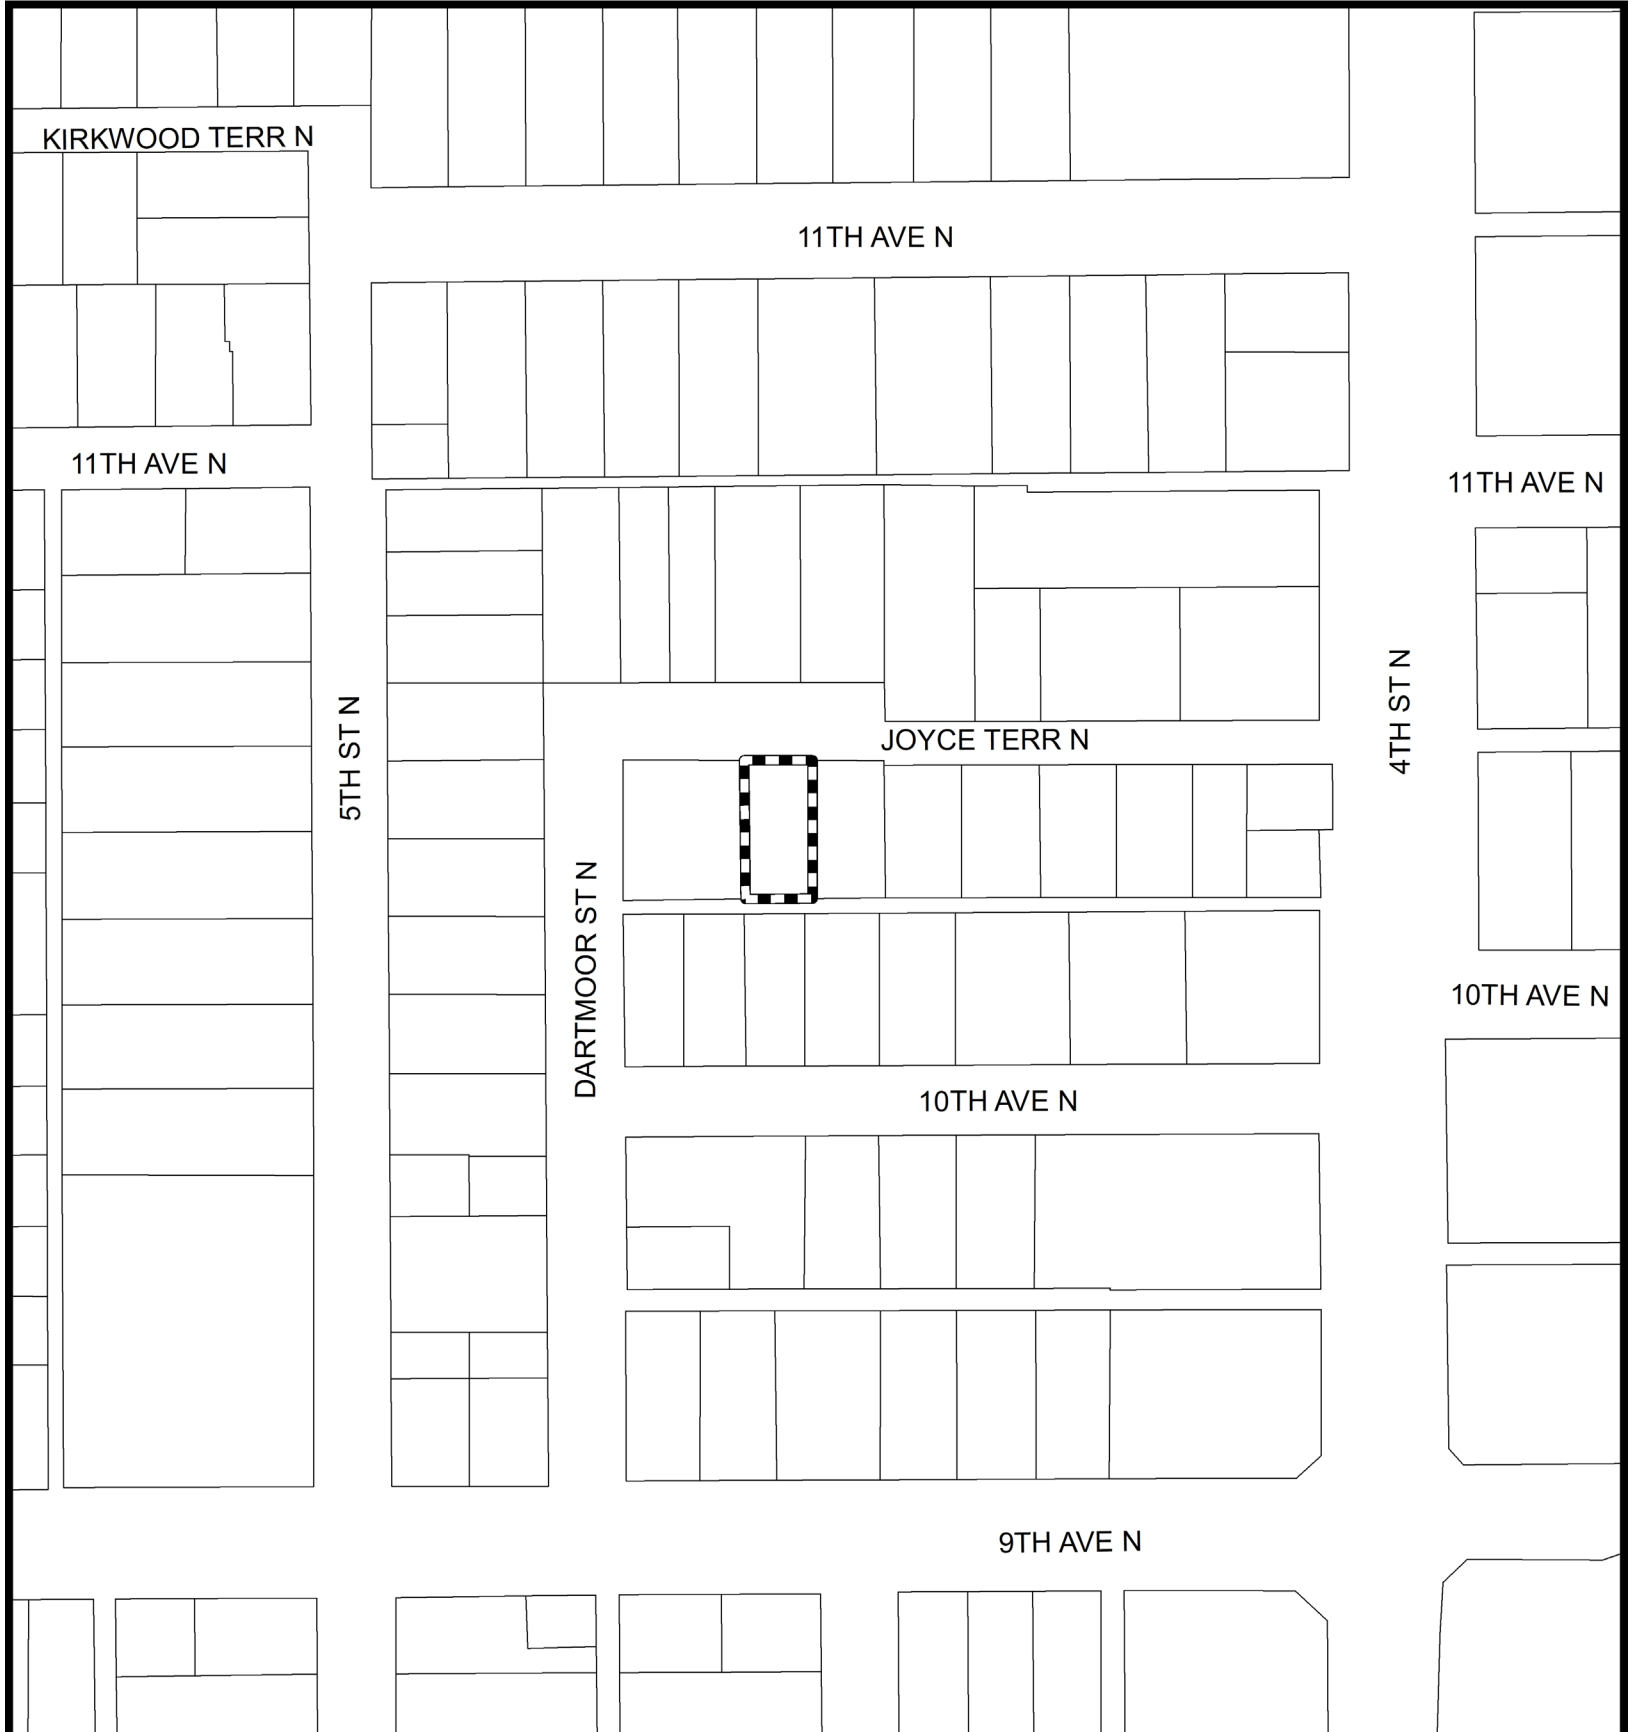 KIRKWOOD TERR N
11TH AVE N
11TH AVE N
11TH AVE N
5TH ST N
4TH ST N
JOYCE TERR N
DARTMOOR ST N
10TH AVE N
10TH AVE N
9TH AVE N